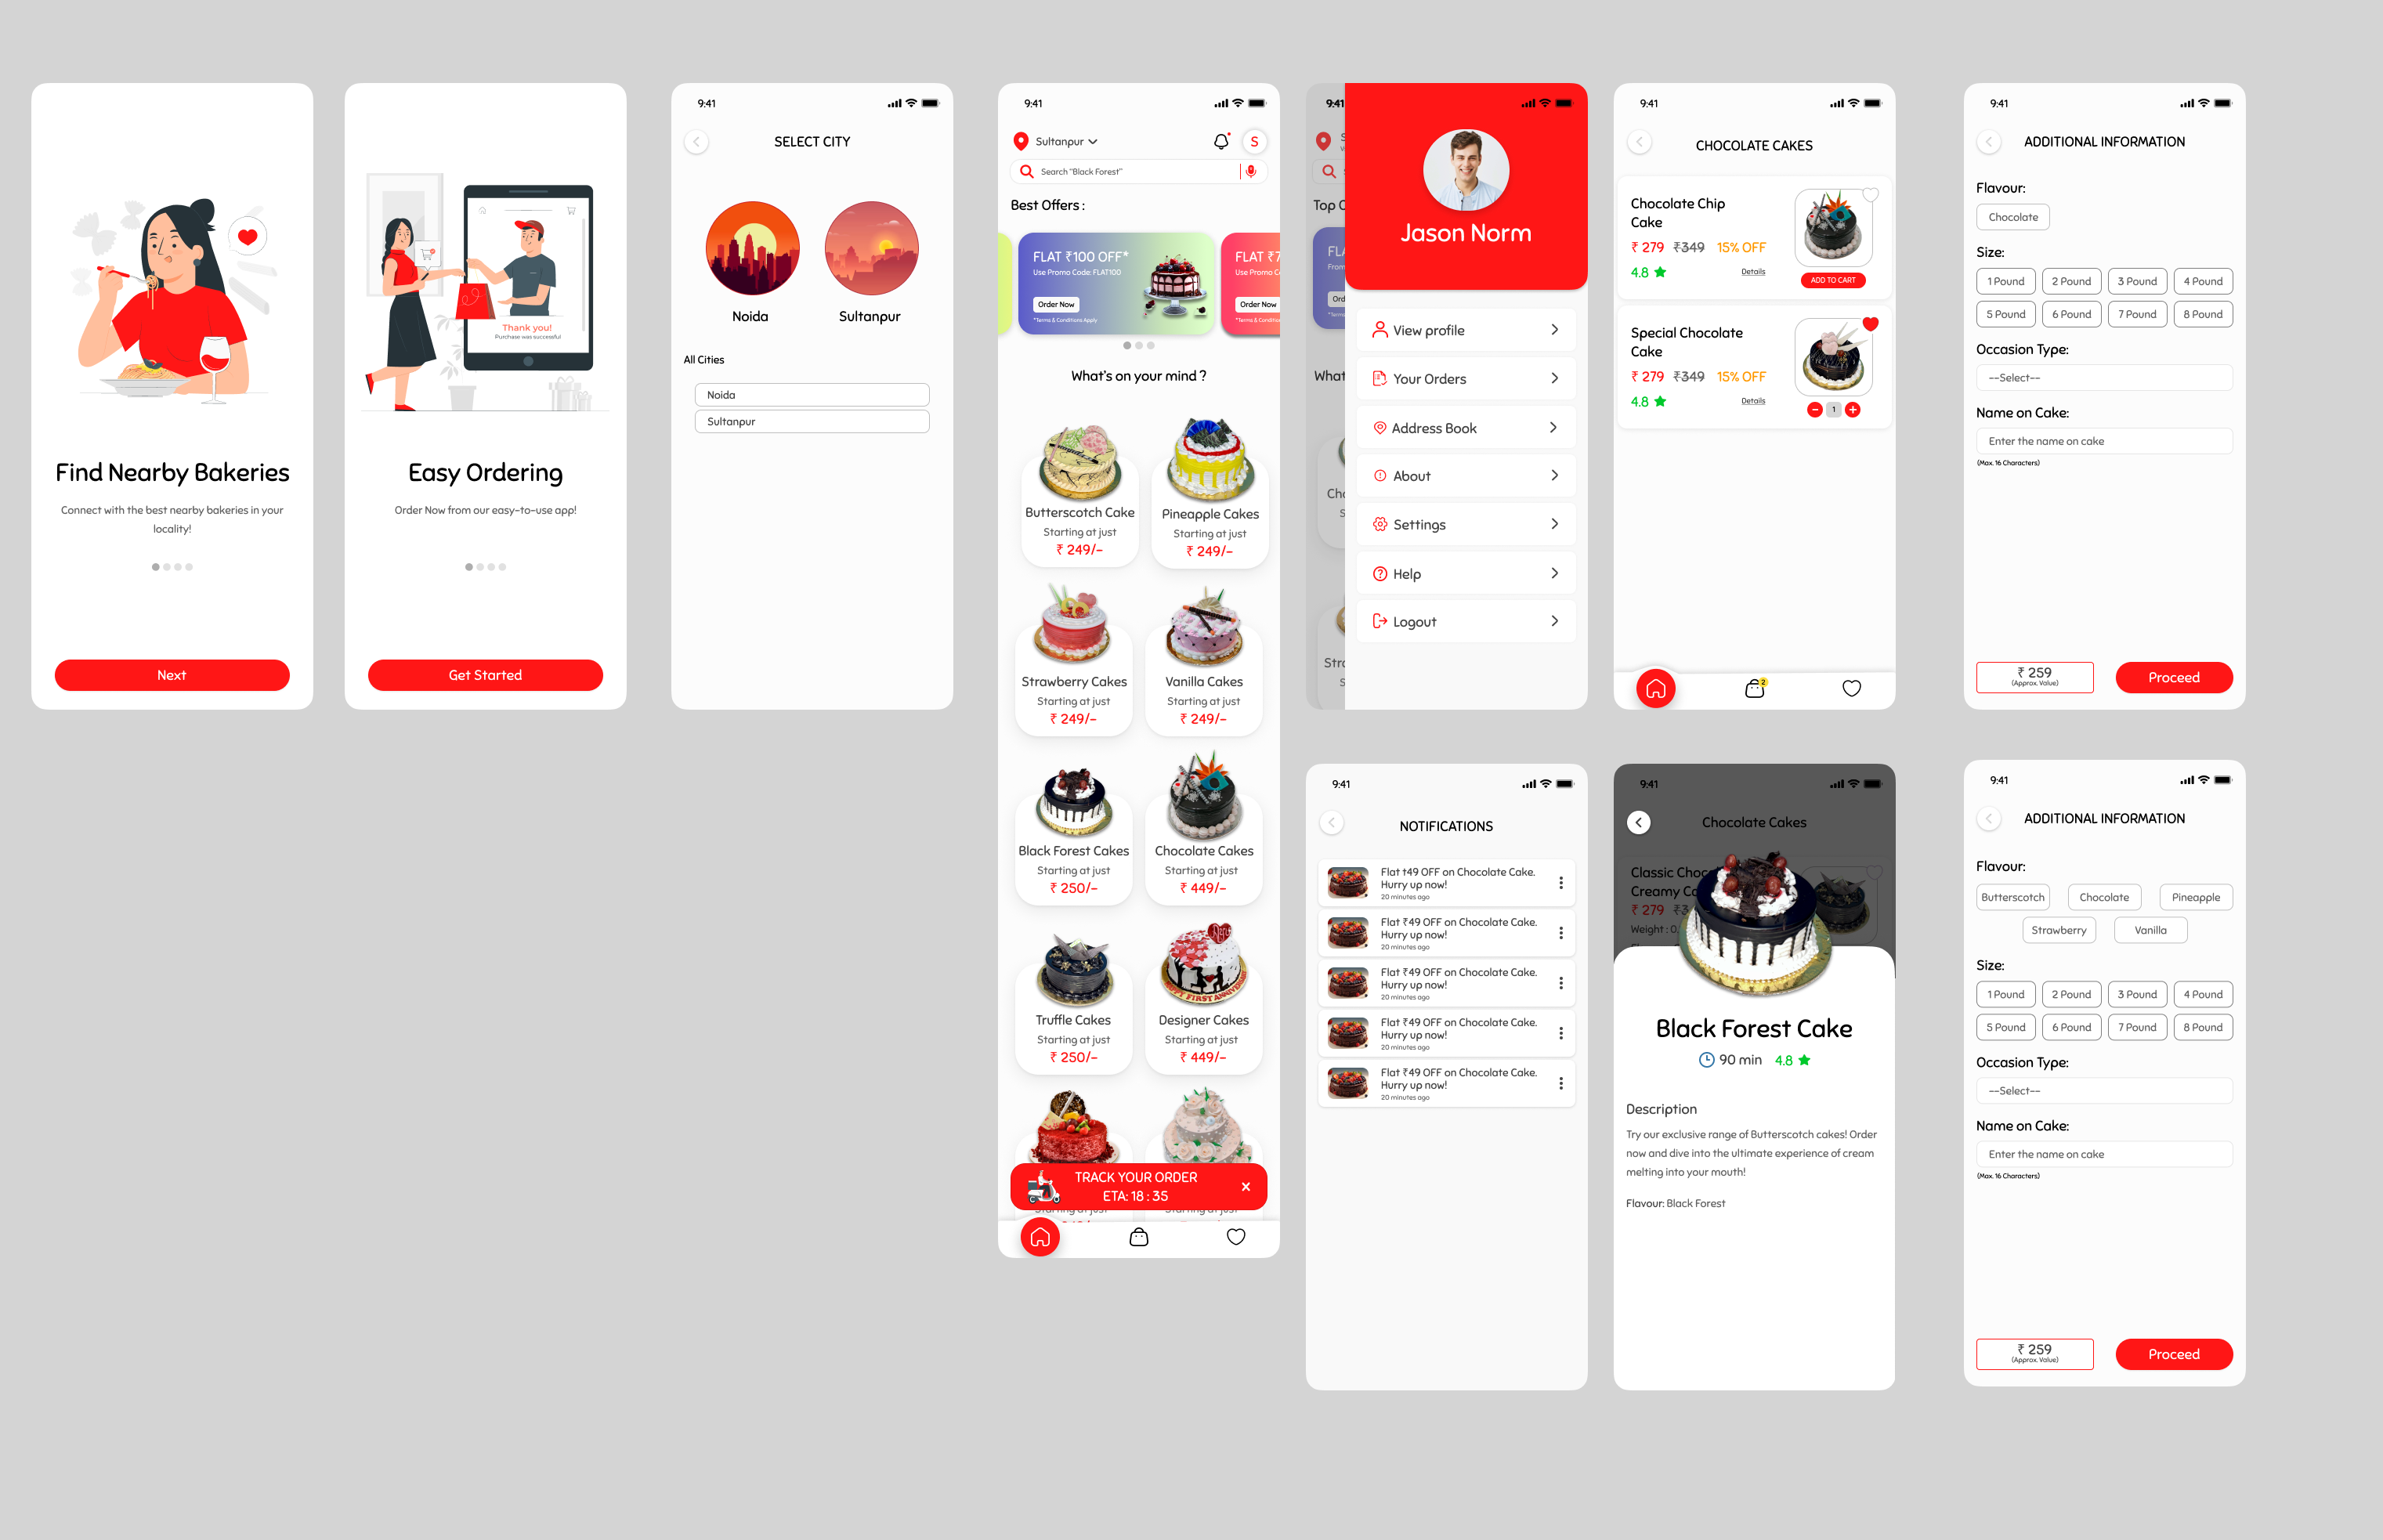 Find Nearby Bakeries
Connect with the best nearby bakeries in your
locality!
Next
Thank you!
Purchase was successful
Easy Ordering
Order Now from our easy-to-use app!
Get Started
9:41
SELECT CITY
Noida
Sultanpur
All Cities
Noida
Sultanpur
9:41
Sultanpur
S
Search "Black Forest"
Best Offers :
FLAT ₹100 OFF*
Use Promo Code: FLAT100
Order Now
*Terms & Conditions Apply
FLAT ₹7
Use Promo C
Order Now
*Terms & Conditions
What's on your mind ?
Butterscotch Cake
Starting at just
₹ 249/-
Pineapple Cakes
Starting at just
₹ 249/-
Strawberry Cakes
Starting at just
₹ 249/-
Vanilla Cakes
Starting at just
₹ 249/-
Black Forest Cakes
Starting at just
₹ 250/-
Chocolate Cakes
Starting at just
₹ 449/-
Truffle Cakes
Starting at just
₹ 250/-
HAPPY FIRST ANNIVERS
Designer Cakes
Starting at just
₹ 449/-
TRACK YOUR ORDER
ETA: 18 : 35
Starting at just
Starting at just
9:41
Top O
FLA
From
Ord
What
Cho
S
Stra
S
Jason Norm
View profile
Your Orders
Address Book
About
Settings
Help
Logout
9:41
CHOCOLATE CAKES
Chocolate Chip
Cake
₹ 279 ₹349 15% OFF
4.8
Details
ADD TO CART
Special Chocolate
Cake
₹ 279 ₹349 15% OFF
4.8
Details
1
2
9:41
ADDITIONAL INFORMATION
Flavour:
Chocolate
Size:
1 Pound 2 Pound 3 Pound 4 Pound
5 Pound 6 Pound 7 Pound 8 Pound
Occasion Type:
--Select--
Name on Cake:
Enter the name on cake
(Max. 16 Characters)
₹ 259
(Approx. Value)
Proceed
9:41
NOTIFICATIONS
Flat t49 OFF on Chocolate Cake.
Hurry up now!
20 minutes ago
Flat ₹49 OFF on Chocolate Cake.
Hurry up now!
20 minutes ago
Flat ₹49 OFF on Chocolate Cake.
Hurry up now!
20 minutes ago
Flat ₹49 OFF on Chocolate Cake.
Hurry up now!
20 minutes ago
Flat ₹49 OFF on Chocolate Cake.
Hurry up now!
20 minutes ago
9:41
Chocolate Cakes
Classic Choc
Creamy Ca
₹ 279 ₹3
Weight : 0.
Black Forest Cake
90 min 4.8
Description
Try our exclusive range of Butterscotch cakes! Order
now and dive into the ultimate experience of cream
melting into your mouth!
Flavour: Black Forest
9:41
ADDITIONAL INFORMATION
Flavour:
Butterscotch Chocolate Pineapple
Strawberry Vanilla
Size:
1 Pound 2 Pound 3 Pound 4 Pound
5 Pound 6 Pound 7 Pound 8 Pound
Occasion Type:
--Select--
Name on Cake:
Enter the name on cake
(Max. 16 Characters)
₹ 259
(Approx. Value)
Proceed